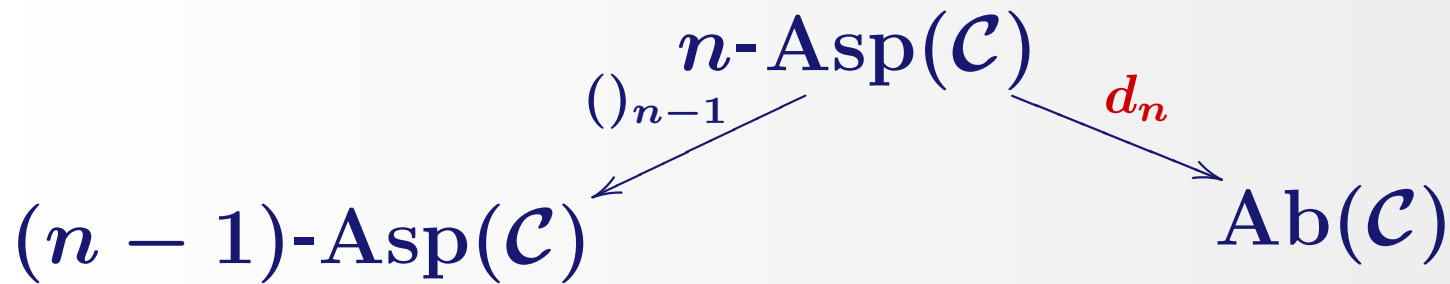 n-Asp(𝒞)
()ₙ₋₁
dₙ
(n − 1)-Asp(𝒞)
Ab(𝒞)